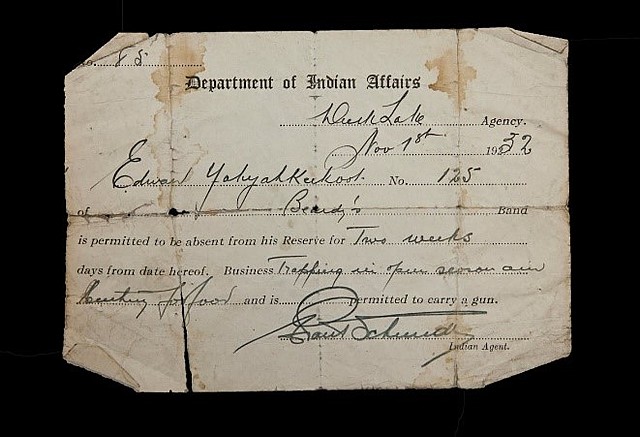 No. 85
Department of Indian Affairs
Duck Lake Agency.
Nov 1st 1932
Edward Yahyahkeekoot No. 125
of Beardy's Band
is permitted to be absent from his Reserve for Two weeks
days from date hereof. Business Trapping in open season and
hunting for food and is permitted to carry a gun.
Schmidt
Indian Agent.